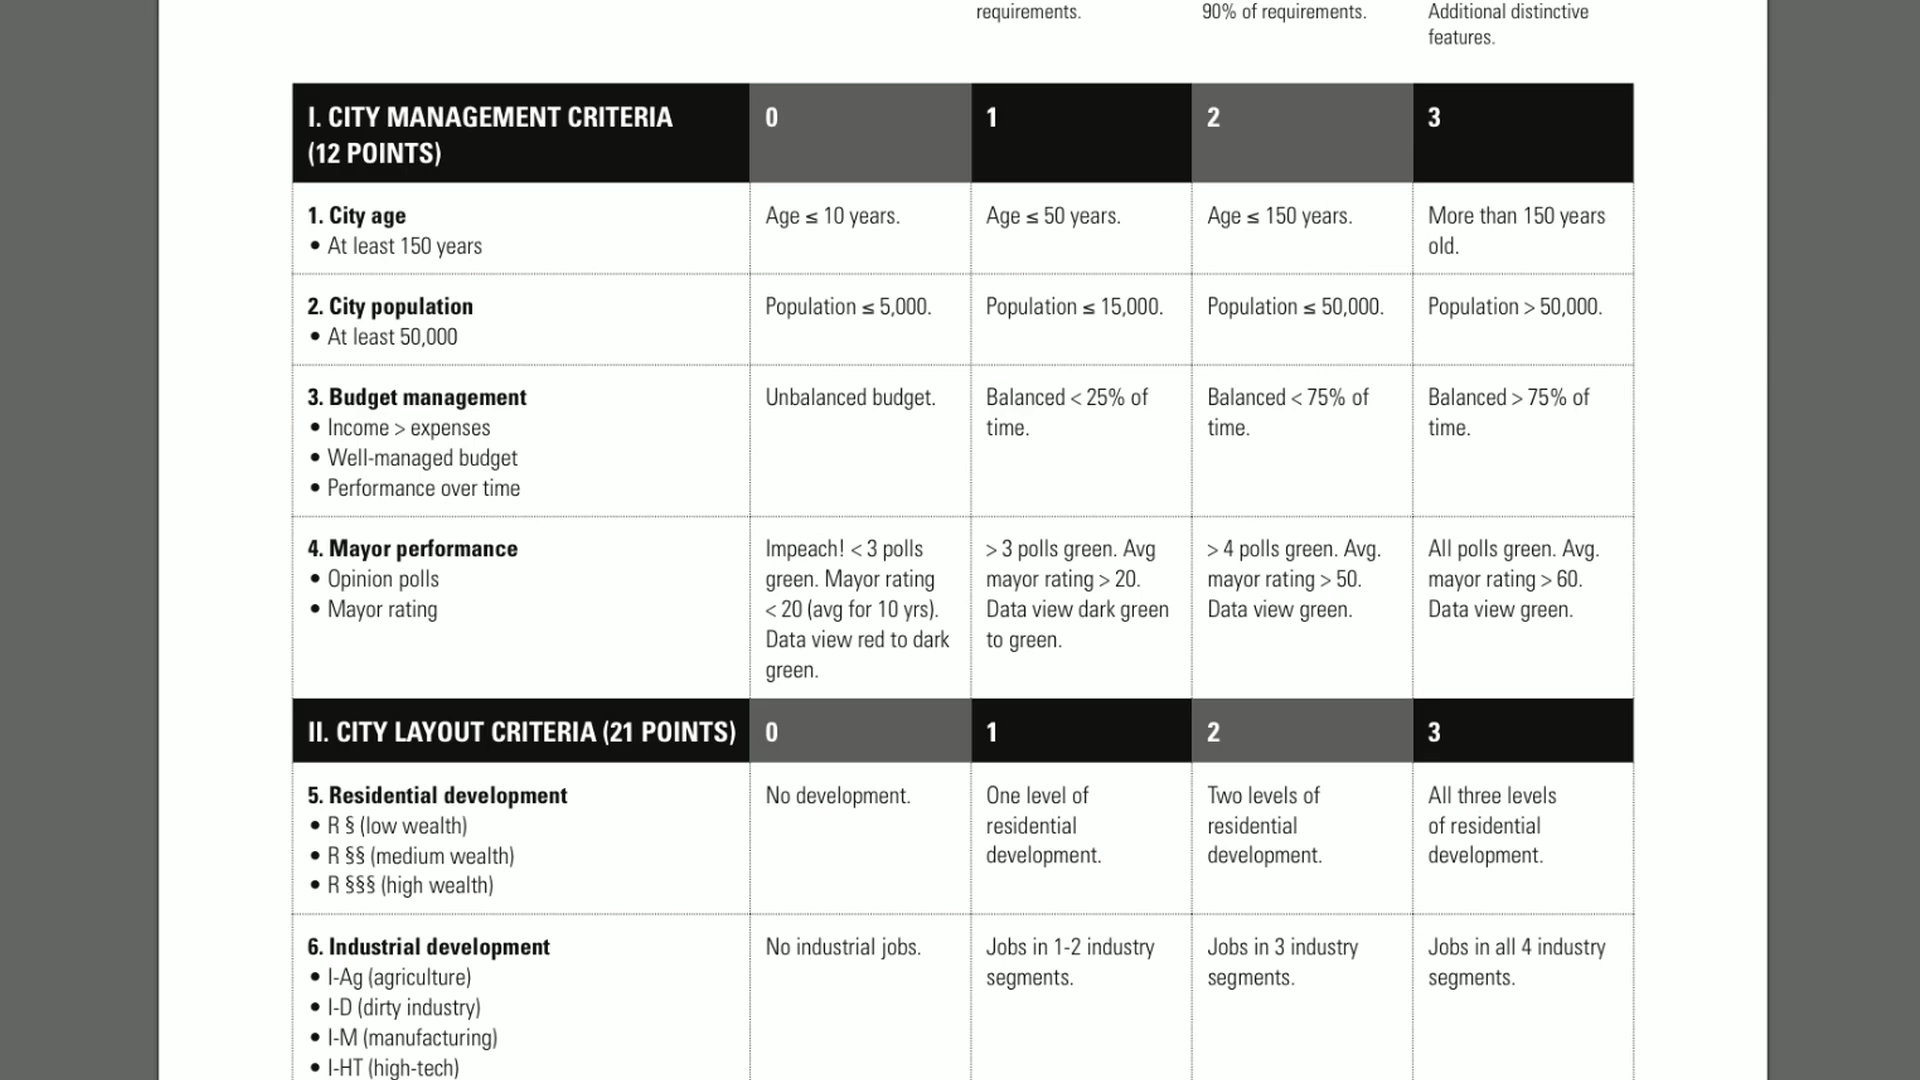 requirements.
90% of requirements.
Additional distinctive
features.
I. CITY MANAGEMENT CRITERIA
(12 POINTS)
0
1
2
3
1. City age
• At least 150 years
Age ≤ 10 years.
Age ≤ 50 years.
Age ≤ 150 years.
More than 150 years
old.
2. City population
• At least 50,000
Population ≤ 5,000.
Population ≤ 15,000.
Population ≤ 50,000.
Population > 50,000.
3. Budget management
• Income > expenses
• Well-managed budget
• Performance over time
Unbalanced budget.
Balanced < 25% of
time.
Balanced < 75% of
time.
Balanced > 75% of
time.
4. Mayor performance
• Opinion polls
• Mayor rating
Impeach! < 3 polls
green. Mayor rating
< 20 (avg for 10 yrs).
Data view red to dark
green.
> 3 polls green. Avg
mayor rating > 20.
Data view dark green
to green.
> 4 polls green. Avg.
mayor rating > 50.
Data view green.
All polls green. Avg.
mayor rating > 60.
Data view green.
II. CITY LAYOUT CRITERIA (21 POINTS)
0
1
2
3
5. Residential development
• R § (low wealth)
• R §§ (medium wealth)
• R §§§ (high wealth)
No development.
One level of
residential
development.
Two levels of
residential
development.
All three levels
of residential
development.
6. Industrial development
• I-Ag (agriculture)
• I-D (dirty industry)
• I-M (manufacturing)
• I-HT (high-tech)
No industrial jobs.
Jobs in 1-2 industry
segments.
Jobs in 3 industry
segments.
Jobs in all 4 industry
segments.